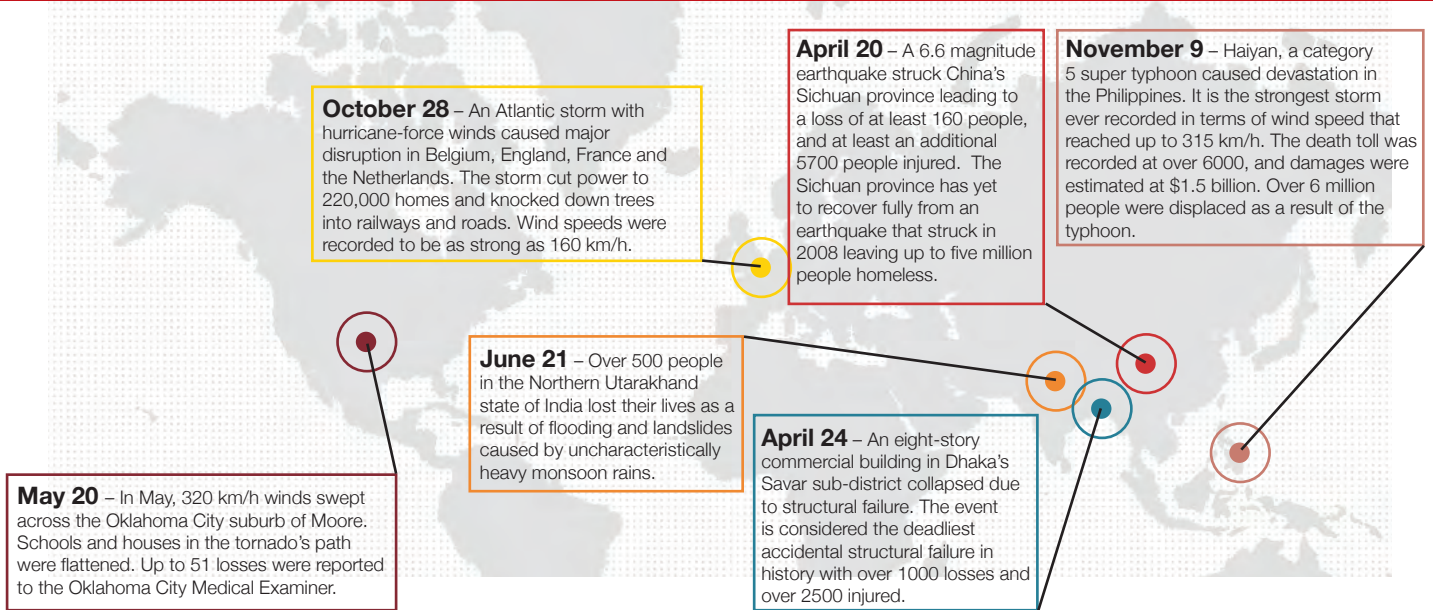 October 28 – An Atlantic storm with
hurricane-force winds caused major
disruption in Belgium, England, France and
the Netherlands. The storm cut power to
220,000 homes and knocked down trees
into railways and roads. Wind speeds were
recorded to be as strong as 160 km/h.
April 20 – A 6.6 magnitude
earthquake struck China's
Sichuan province leading to
a loss of at least 160 people,
and at least an additional
5700 people injured. The
Sichuan province has yet
to recover fully from an
earthquake that struck in
2008 leaving up to five million
people homeless.
November 9 – Haiyan, a category
5 super typhoon caused devastation in
the Philippines. It is the strongest storm
ever recorded in terms of wind speed that
reached up to 315 km/h. The death toll was
recorded at over 6000, and damages were
estimated at $1.5 billion. Over 6 million
people were displaced as a result of the
typhoon.
June 21 – Over 500 people
in the Northern Utarakhand
state of India lost their lives as a
result of flooding and landslides
caused by uncharacteristically
heavy monsoon rains.
April 24 – An eight-story
commercial building in Dhaka's
Savar sub-district collapsed due
to structural failure. The event
is considered the deadliest
accidental structural failure in
history with over 1000 losses and
over 2500 injured.
May 20 – In May, 320 km/h winds swept
across the Oklahoma City suburb of Moore.
Schools and houses in the tornado's path
were flattened. Up to 51 losses were reported
to the Oklahoma City Medical Examiner.